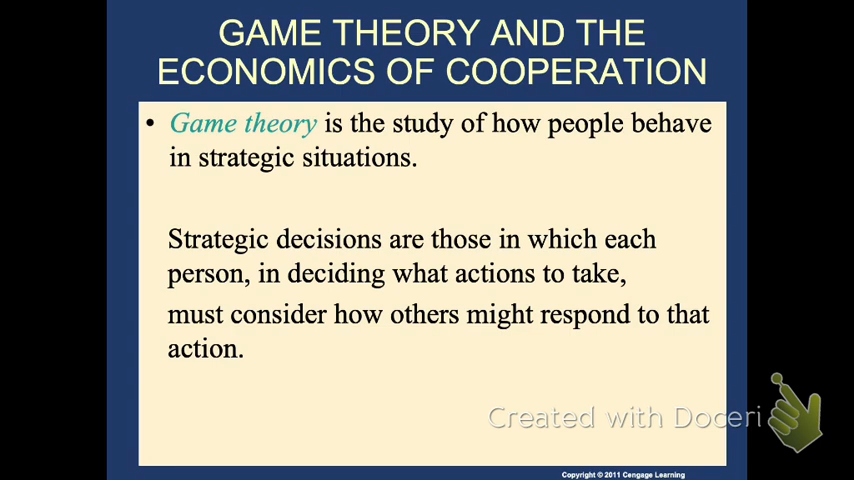 GAME THEORY AND THE
ECONOMICS OF COOPERATION
• Game theory is the study of how people behave
in strategic situations.
Strategic decisions are those in which each
person, in deciding what actions to take,
must consider how others might respond to that
action.
Created with Doceri
Copyright © 2011 Cengage Learning